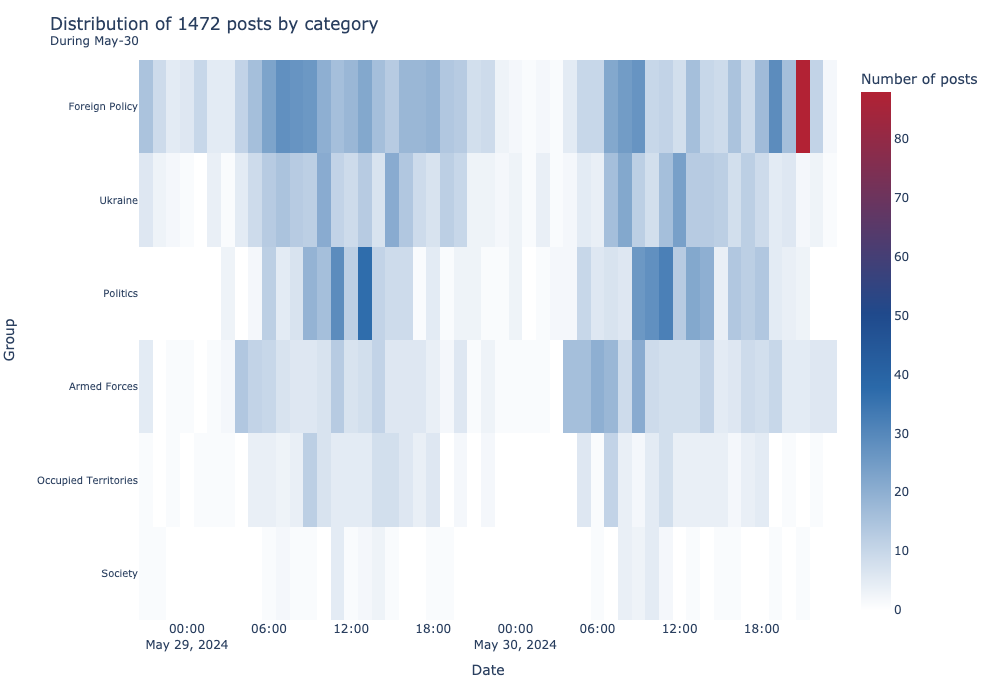 Distribution of 1472 posts by category
During May-30
Number of posts
Foreign Policy
Ukraine
Politics
Armed Forces
Occupied Territories
Society
Group
80
70
60
50
40
30
20
10
0
00:00 06:00 12:00 18:00 00:00 06:00 12:00 18:00
May 29, 2024 May 30, 2024
Date